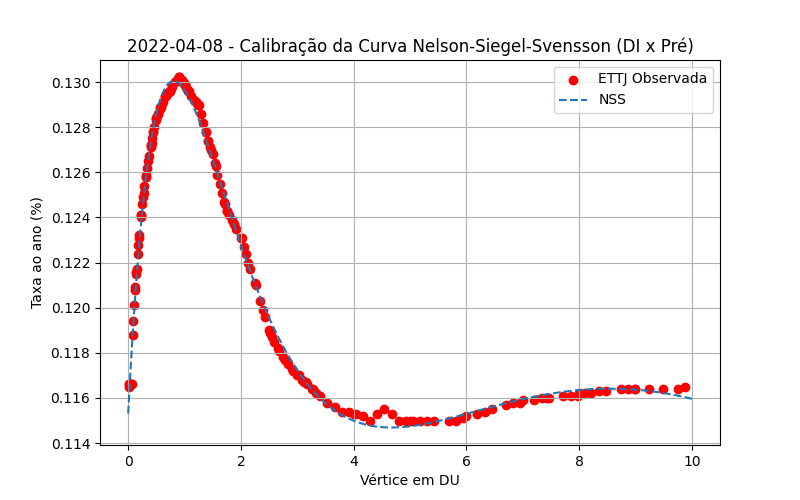 2022-04-08 - Calibração da Curva Nelson-Siegel-Svensson (DI x Pré)
ETTJ Observada
NSS
Taxa ao ano (%)
0.130
0.128
0.126
0.124
0.122
0.120
0.118
0.116
0.114
0 2 4 6 8 10
Vértice em DU